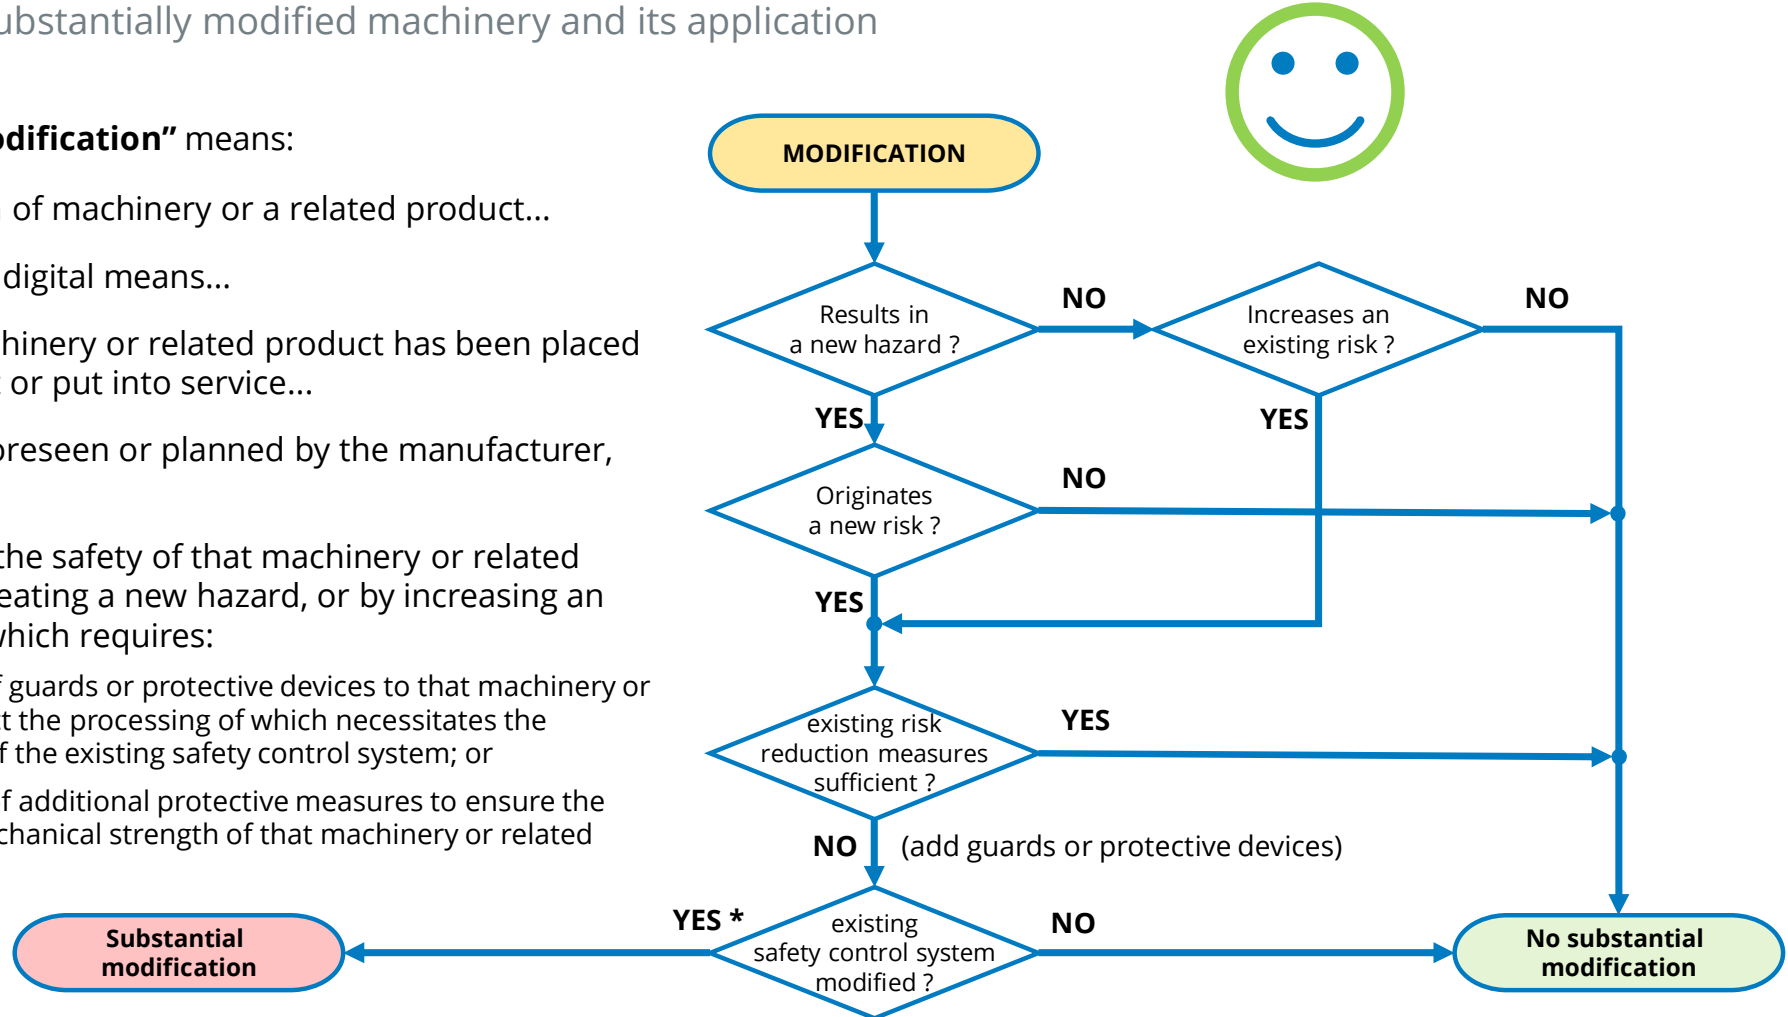 ubstantially modified machinery and its application
odification” means:
of machinery or a related product…
digital means…
hinery or related product has been placed
or put into service…
oreseen or planned by the manufacturer,
the safety of that machinery or related
eating a new hazard, or by increasing an
which requires:
f guards or protective devices to that machinery or
ct the processing of which necessitates the
f the existing safety control system; or
of additional protective measures to ensure the
chanical strength of that machinery or related
MODIFICATION
Results in
a new hazard ?
NO
Increases an
existing risk ?
NO
YES
YES
Originates
a new risk ?
NO
YES
existing risk
reduction measures
sufficient ?
YES
NO
(add guards or protective devices)
existing
safety control system
modified ?
YES *
NO
Substantial
modification
No substantial
modification